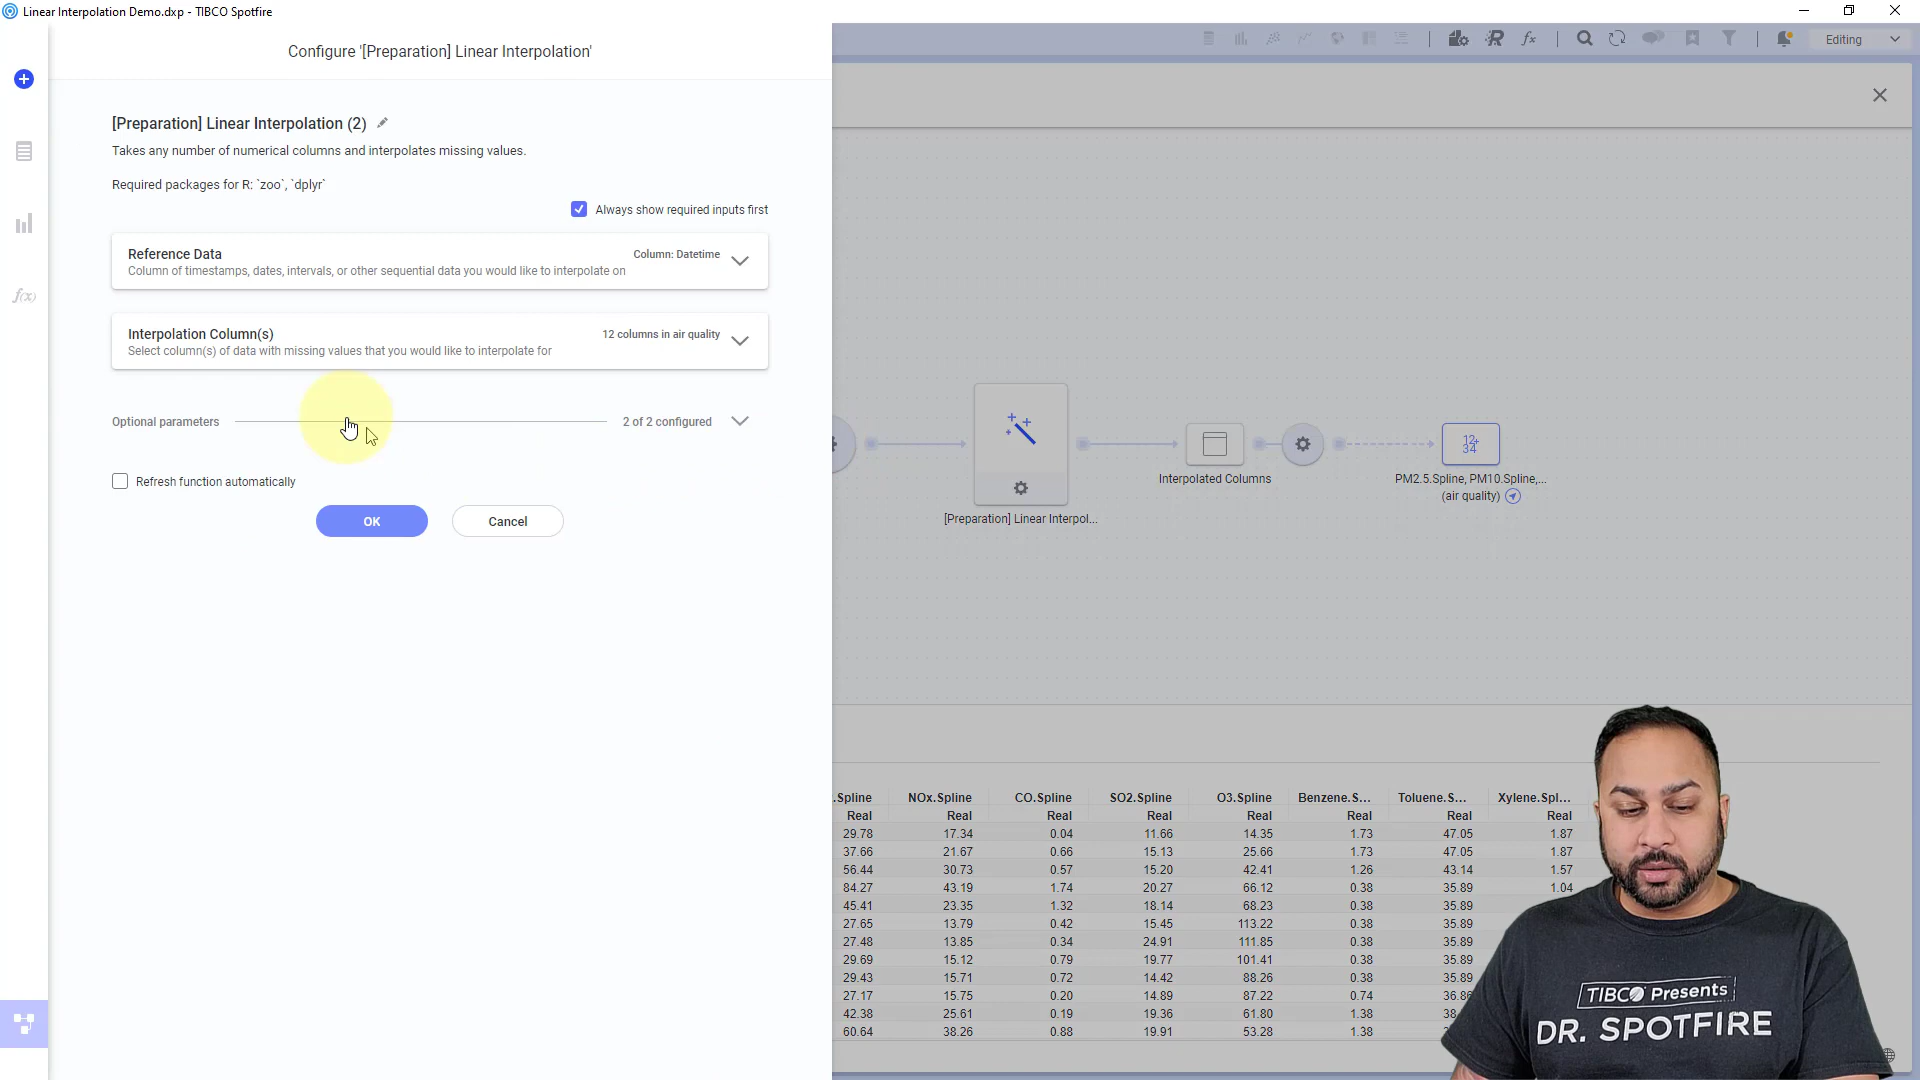 Linear Interpolation Demo.dxp - TIBCO Spotfire
Configure '[Preparation] Linear Interpolation'
Editing
[Preparation] Linear Interpolation (2)
Takes any number of numerical columns and interpolates missing values.
Required packages for R: `zoo`, `dplyr`
Always show required inputs first
Reference Data
Column: Datetime
Column of timestamps, dates, intervals, or other sequential data you would like to interpolate on
Interpolation Column(s)
12 columns in air quality
Select column(s) of data with missing values that you would like to interpolate for
Optional parameters
2 of 2 configured
Refresh function automatically
OK
Cancel
f(x)
R
fx
[Preparation] Linear Interpol...
Interpolated Columns
12+
34
PM2.5.Spline, PM10.Spline,...
(air quality)
.Spline NOx.Spline CO.Spline SO2.Spline O3.Spline Benzene.S... Toluene.S... Xylene.Spl...
Real Real Real Real Real Real Real Real
29.78 17.34 0.04 11.66 14.35 1.73 47.05 1.87
37.66 21.67 0.66 15.13 25.66 1.73 47.05 1.87
56.44 30.73 0.57 15.20 42.41 1.26 43.14 1.57
84.27 43.19 1.74 20.27 66.12 0.38 35.89 1.04
45.41 23.35 1.32 18.14 68.23 0.38 35.89
27.65 13.79 0.42 15.45 113.22 0.38 35.89
27.48 13.85 0.34 24.91 111.85 0.38 35.89
29.69 15.12 0.79 19.77 101.41 0.38 35.89
29.43 15.71 0.72 14.42 88.26 0.38 35.89
27.17 15.75 0.20 14.89 87.22 0.74 36.86
42.38 25.61 0.19 19.36 61.80 1.38
60.64 38.26 0.88 19.91 53.28 1.38
TIBCO Presents
DR. SPOTFIRE